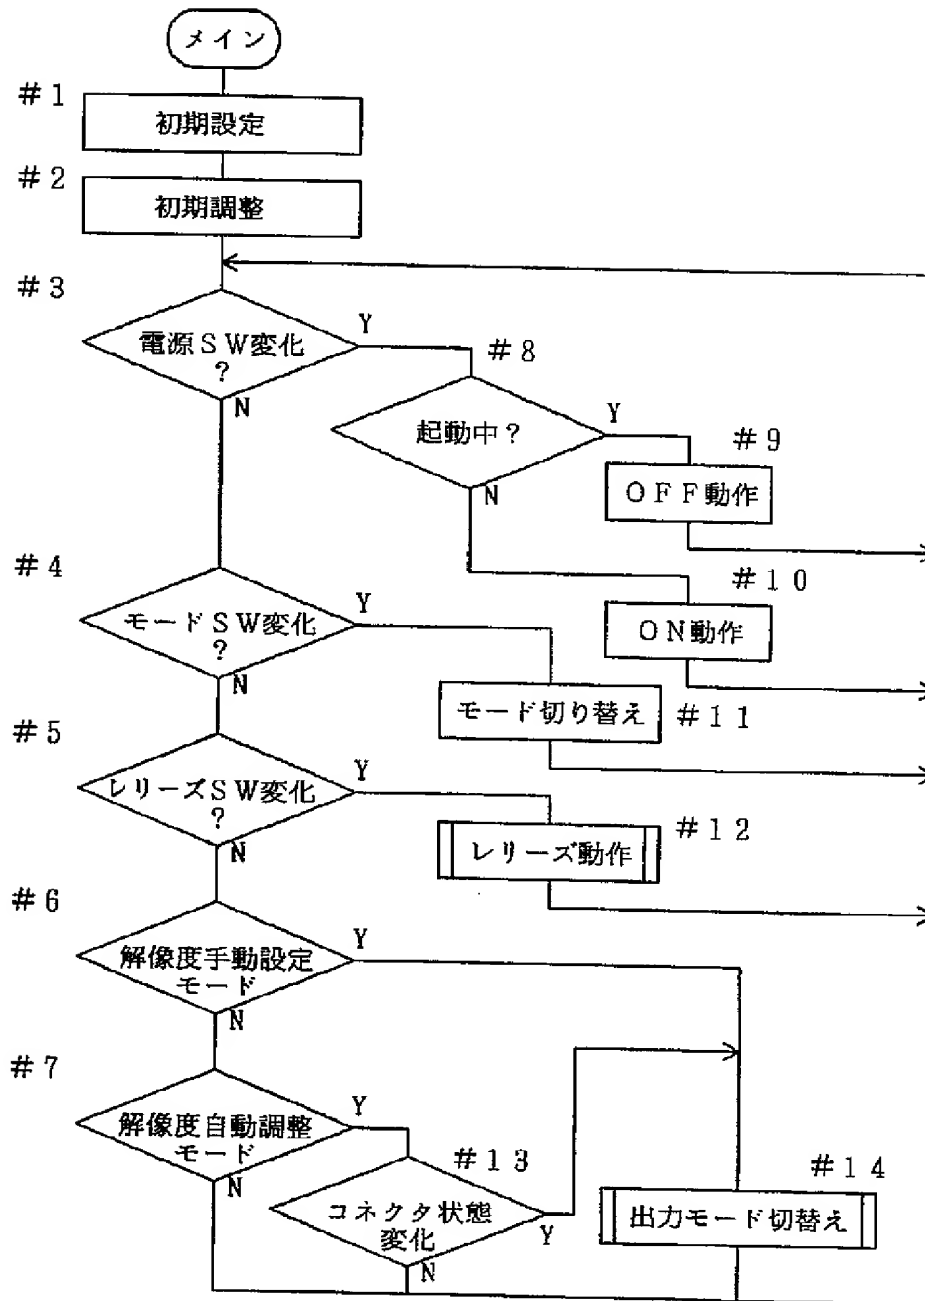 メイン
#1
初期設定
#2
初期調整
#3
電源SW変化
?
Y
N
#8
起動中?
Y
N
#9
OFF動作
#10
ON動作
#4
モードSW変化
?
Y
N
モード切り替え
#11
#5
レリーズSW変化
?
Y
N
#12
レリーズ動作
#6
解像度手動設定
モード
Y
N
#7
解像度自動調整
モード
Y
N
#13
コネクタ状態
変化
Y
N
#14
出力モード切替え